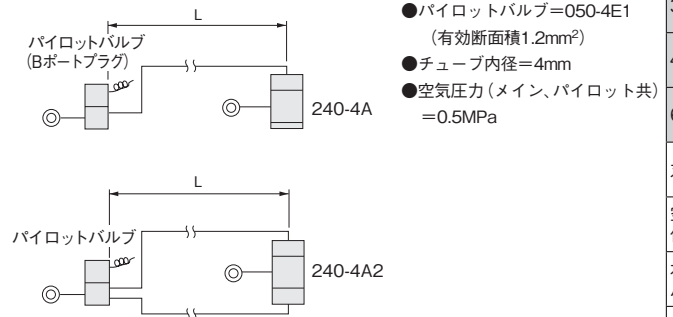 L
パイロットバルブ
(Bポートプラグ)
240-4A
L
パイロットバルブ
240-4A2
●パイロットバルブ=050-4E1
(有効断面積1.2mm²)
●チューブ内径=4mm
●空気圧力(メイン、パイロット共)
=0.5MPa